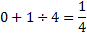 0 + 1 ÷ 4 = 1/4